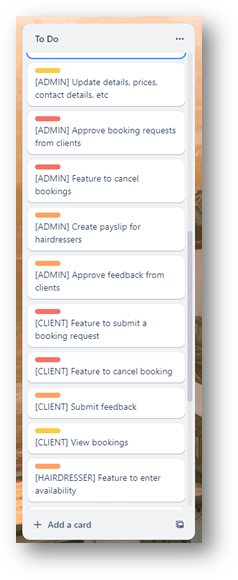 To Do
[ADMIN] Update details, prices,
contact details, etc
[ADMIN] Approve booking requests
from clients
[ADMIN] Feature to cancel
bookings
[ADMIN] Create payslip for
hairdressers
[ADMIN] Approve feedback from
clients
[CLIENT] Feature to submit a
booking request
[CLIENT] Feature to cancel booking
[CLIENT] Submit feedback
[CLIENT] View bookings
[HAIRDRESSER] Feature to enter
availability
+ Add a card